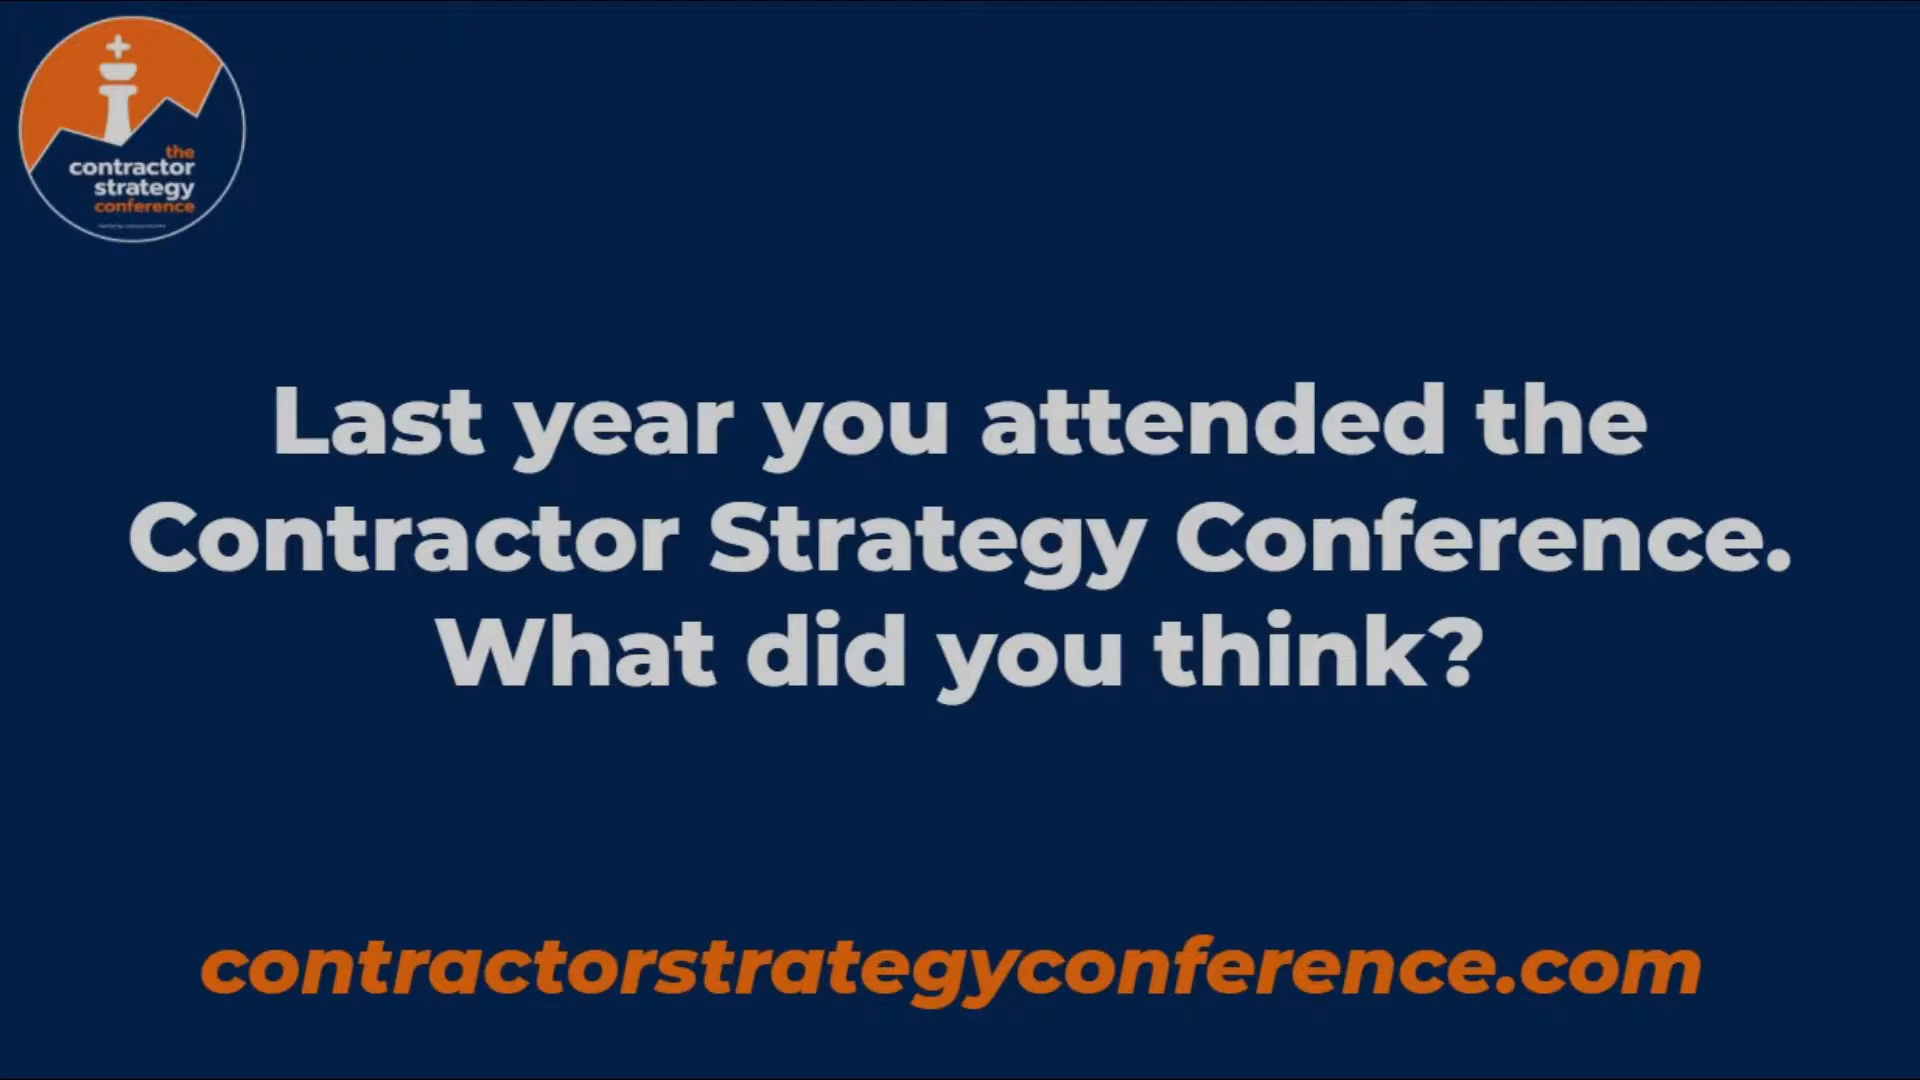 the
contractor
strategy
conference
Last year you attended the
Contractor Strategy Conference.
What did you think?
contractorstrategyconference.com